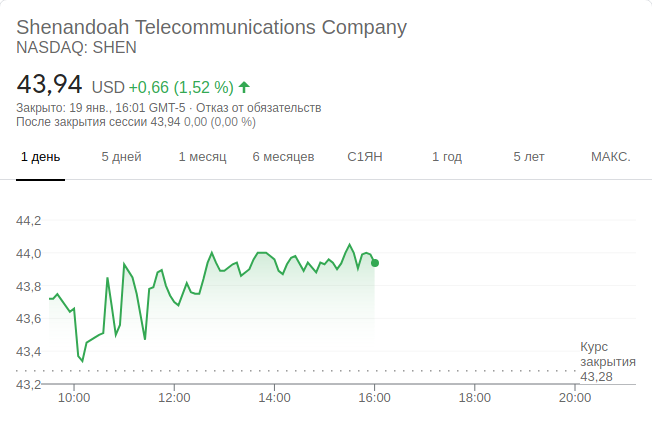 Shenandoah Telecommunications Company
NASDAQ: SHEN
43,94 USD +0,66 (1,52 %)
Закрыто: 19 янв., 16:01 GMT-5 · Отказ от обязательств
После закрытия сессии 43,94 0,00 (0,00 %)
1 день 5 дней 1 месяц 6 месяцев С1ЯН 1 год 5 лет МАКС.
44,2
44,0
43,8
43,6
43,4
43,2
Курс
закрытия
43,28
10:00 12:00 14:00 16:00 18:00 20:00